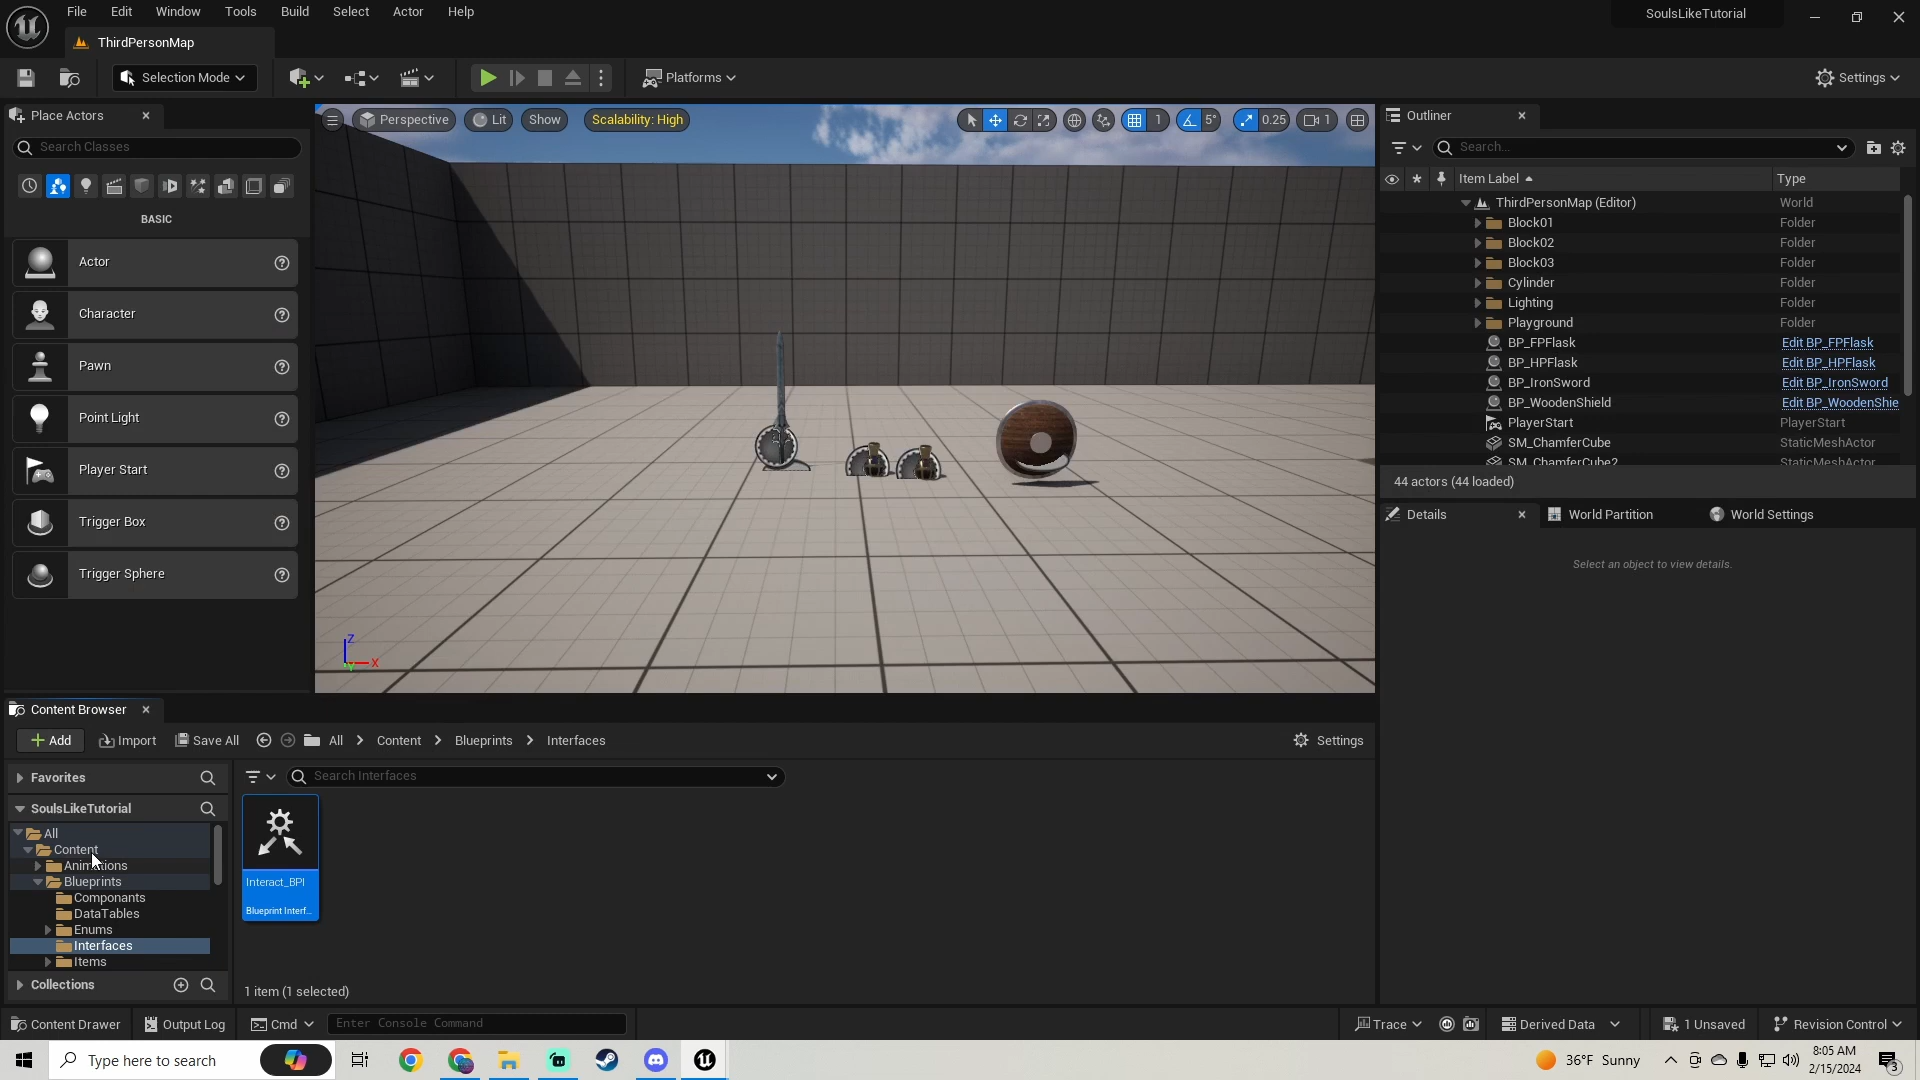 File Edit Window Tools Build Select Actor Help
SoulsLikeTutorial
ThirdPersonMap
Selection Mode
Platforms
Settings
Place Actors
Search Classes
BASIC
Actor
Character
Pawn
Point Light
Player Start
Trigger Box
Trigger Sphere
Perspective Lit Show Scalability: High
1 5° 0.25 1
Z
X
Outliner
Search...
Item Label Type
ThirdPersonMap (Editor) World
Block01 Folder
Block02 Folder
Block03 Folder
Cylinder Folder
Lighting Folder
Playground Folder
BP_FPFlask Edit BP_FPFlask
BP_HPFlask Edit BP_HPFlask
BP_IronSword Edit BP_IronSword
BP_WoodenShield Edit BP_WoodenShie
PlayerStart PlayerStart
SM_ChamferCube StaticMeshActor
SM_ChamferCube2 StaticMeshActor
44 actors (44 loaded)
Details World Partition World Settings
Select an object to view details.
Content Browser
Add Import Save All All Content Blueprints Interfaces Settings
Favorites
Search Interfaces
SoulsLikeTutorial
All
Content
Animations
Blueprints
Componants
DataTables
Enums
Interfaces
Items
Collections
Interact_BPI
Blueprint Interf...
1 item (1 selected)
Content Drawer Output Log Cmd Enter Console Command Trace Derived Data 1 Unsaved Revision Control
Type here to search
36°F Sunny
8:05 AM
2/15/2024
3